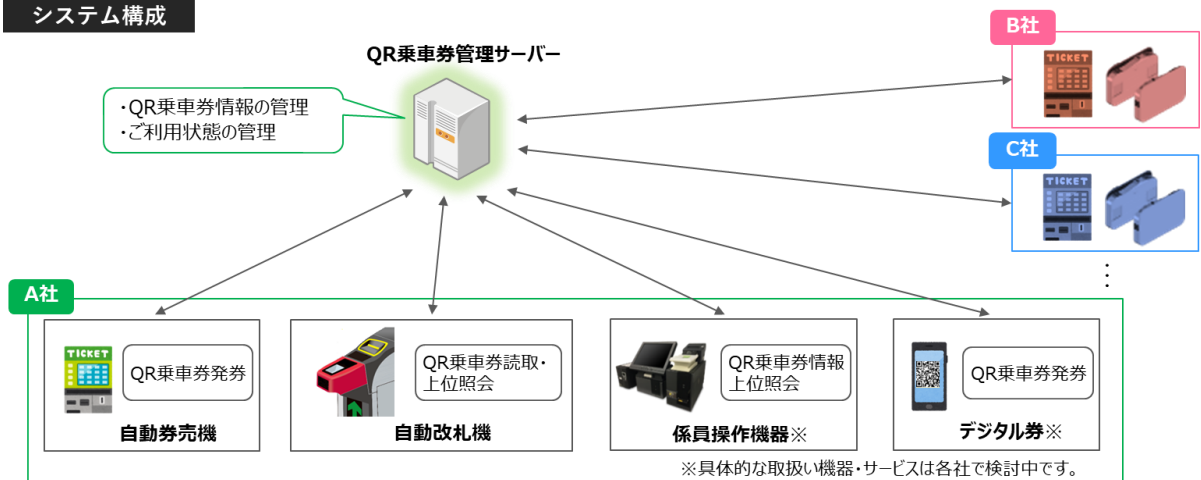 システム構成
QR乗車券管理サーバー
・QR乗車券情報の管理
・ご利用状態の管理
B社
TICKET
C社
TICKET
⋮
A社
TICKET
QR乗車券発券
自動券売機
QR乗車券読取・
上位照会
自動改札機
QR乗車券情報
上位照会
係員操作機器※
QR乗車券発券
デジタル券※
※具体的な取扱い機器・サービスは各社で検討中です。